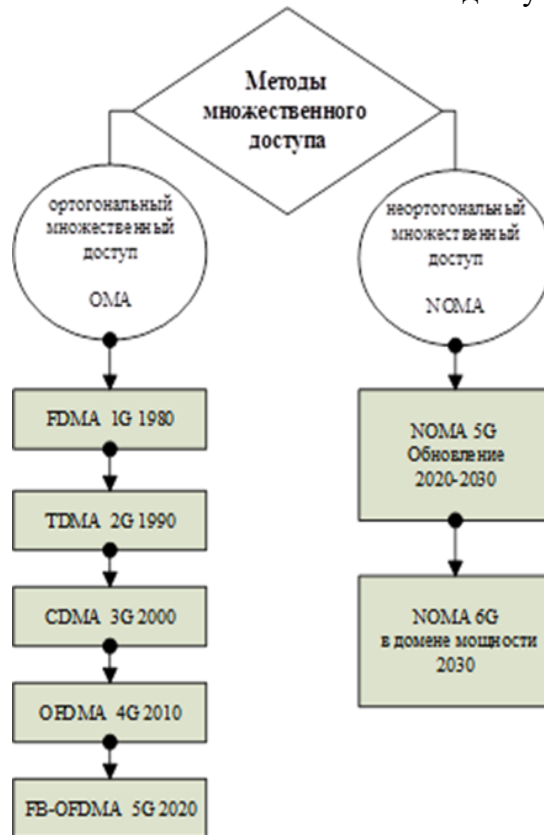 Методы
множественного
доступа
ортогональный
множественный
доступ
OMA
неортогональный
множественный
доступ
NOMA
FDMA 1G 1980
TDMA 2G 1990
CDMA 3G 2000
OFDMA 4G 2010
FB-OFDMA 5G 2020
NOMA 5G
Обновление
2020-2030
NOMA 6G
в домене мощности
2030